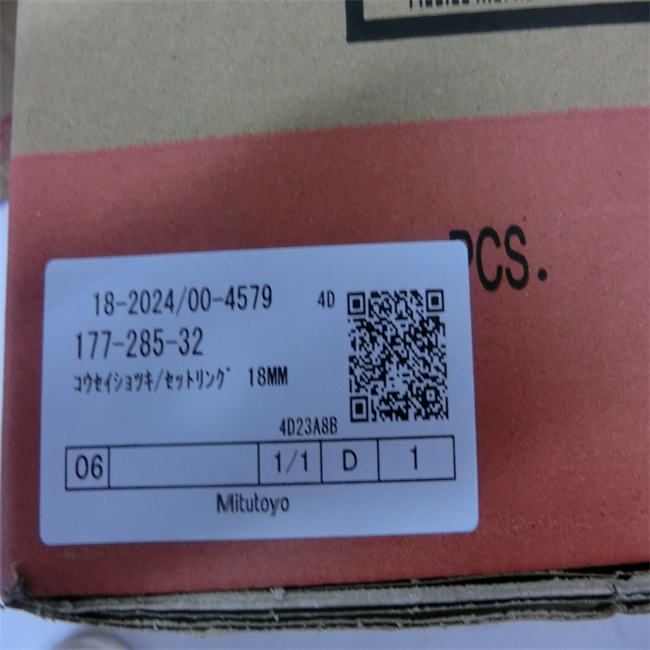 PCS.
18-2024/00-4579 4D
177-285-32
コウセイショツキ/セットリング 18MM
4D23A8B
06 1/1 D 1
Mitutoyo